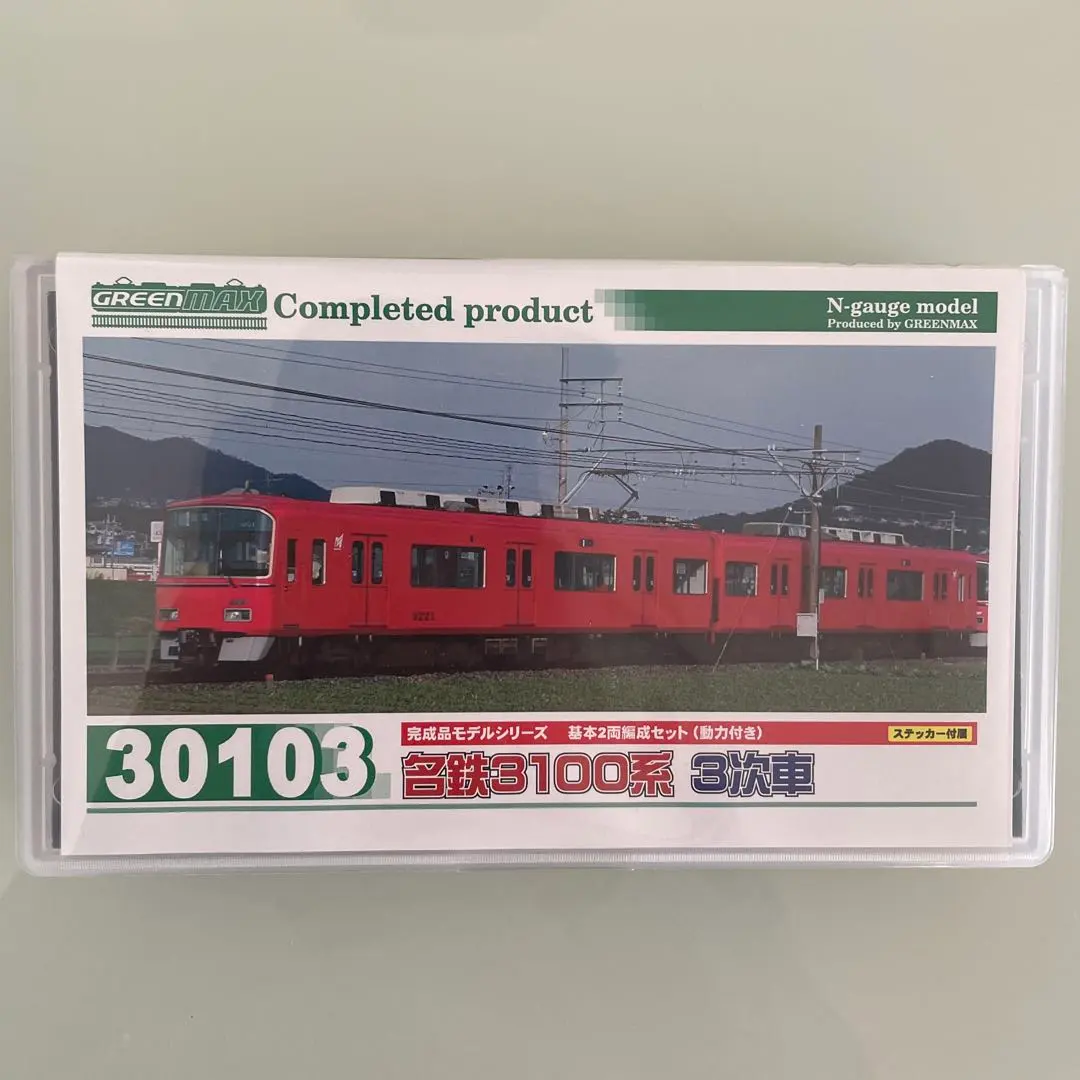 GREENMAX Completed product
N-gauge model
Produced by GREENMAX
30103
完成品モデルシリーズ 基本2両編成セット（動力付き）
ステッカー付属
名鉄3100系 3次車